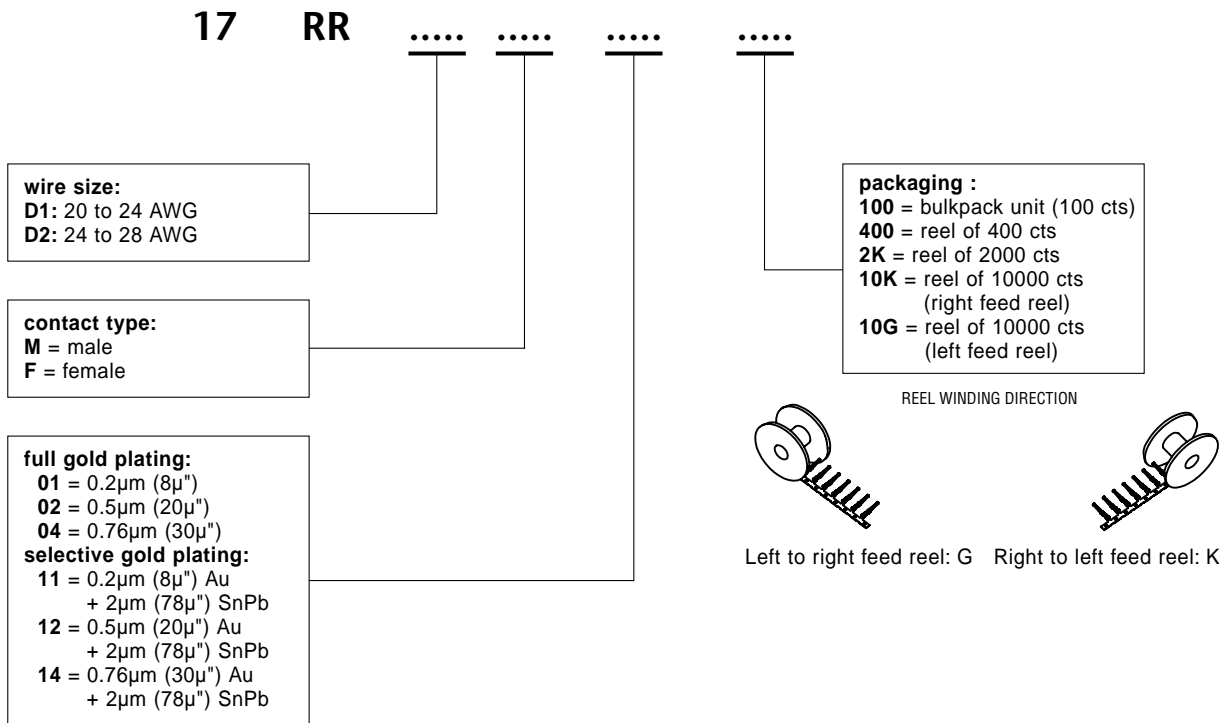 17 RR ..... ..... ..... .....
wire size:
D1: 20 to 24 AWG
D2: 24 to 28 AWG
contact type:
M = male
F = female
full gold plating:
01 = 0.2µm (8µ")
02 = 0.5µm (20µ")
04 = 0.76µm (30µ")
selective gold plating:
11 = 0.2µm (8µ") Au
+ 2µm (78µ") SnPb
12 = 0.5µm (20µ") Au
+ 2µm (78µ") SnPb
14 = 0.76µm (30µ") Au
+ 2µm (78µ") SnPb
packaging :
100 = bulkpack unit (100 cts)
400 = reel of 400 cts
2K = reel of 2000 cts
10K = reel of 10000 cts
(right feed reel)
10G = reel of 10000 cts
(left feed reel)
REEL WINDING DIRECTION
Left to right feed reel: G Right to left feed reel: K